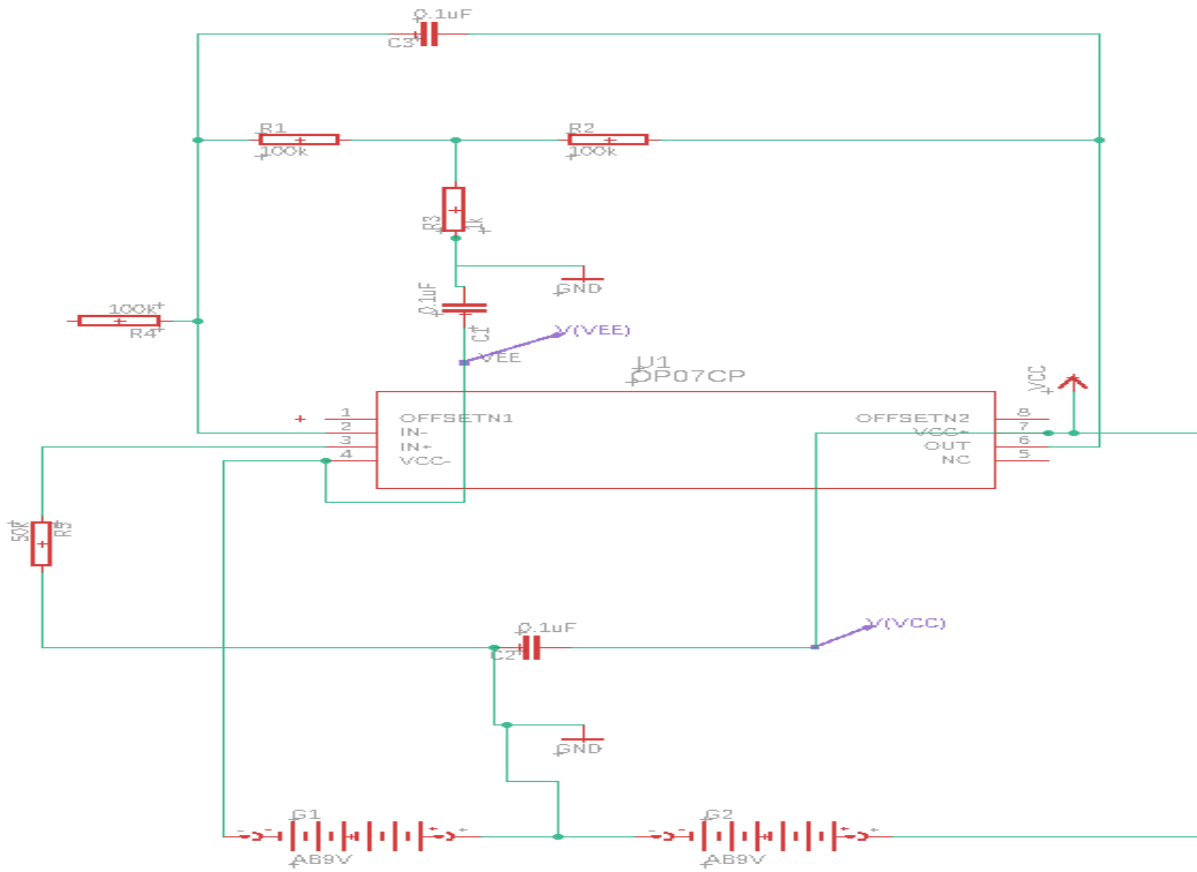 0.1uF
C3
R1
100k
R2
100k
R3
1k
GND
100k
R4
0.1uF
C1
V(VEE)
VEE
U1
OP07CP
VCC
1
OFFSETN1
2
IN-
3
IN+
4
VCC-
OFFSETN2
8
VCC+
7
OUT
6
NC
5
50k
R5
0.1uF
C2
V(VCC)
GND
G1
AB9V
G2
AB9V